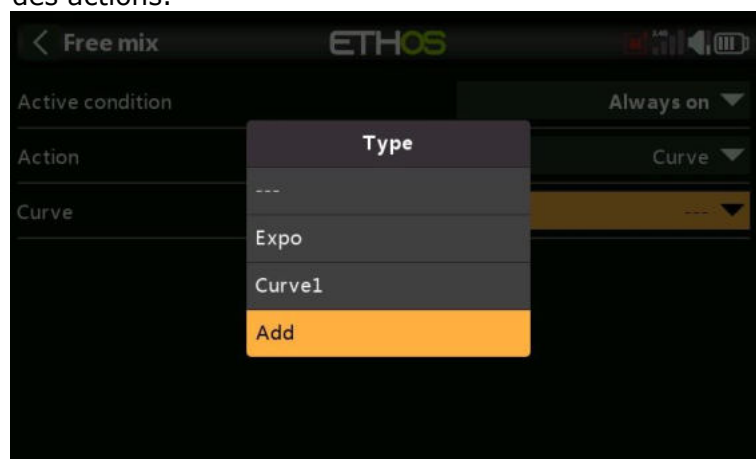 des actions.
< Free mix ETHOS
Active condition Always on
Type
Action Curve
---
Curve ---
Expo
Curve1
Add